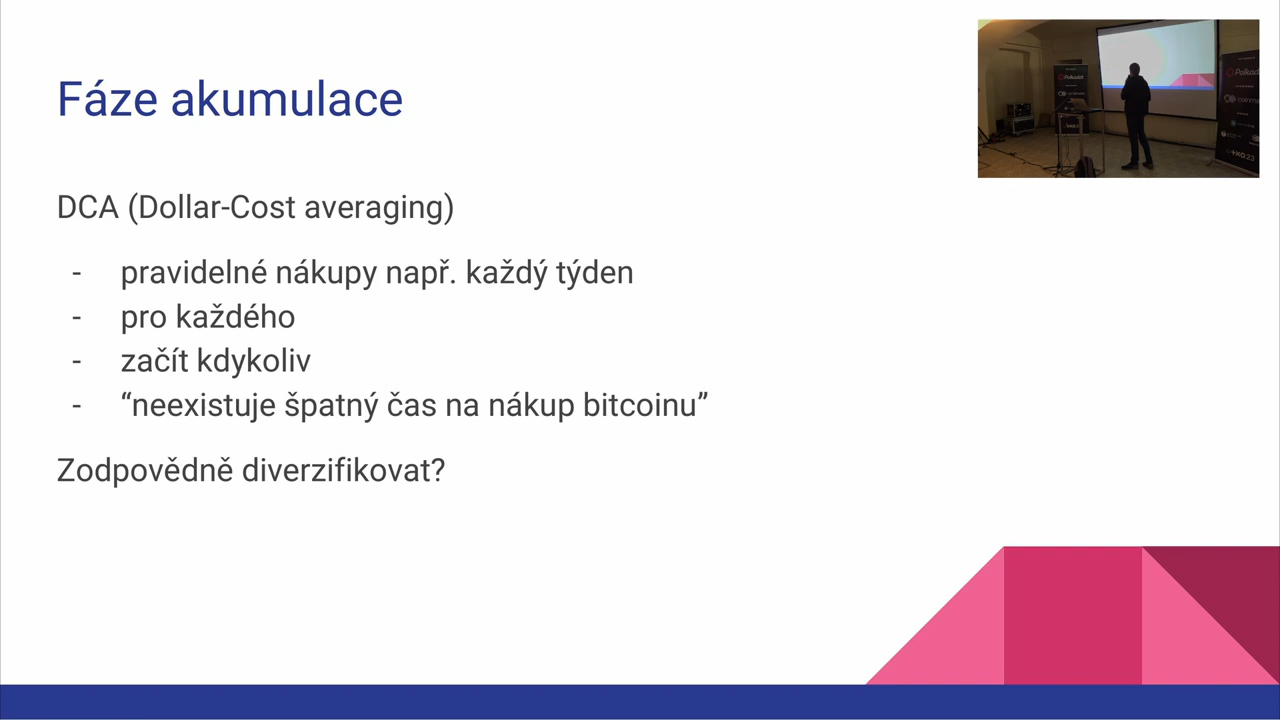 Fáze akumulace
DCA (Dollar-Cost averaging)
- pravidelné nákupy např. každý týden
- pro každého
- začít kdykoliv
- “neexistuje špatný čas na nákup bitcoinu”
Zodpovědně diverzifikovat?
Polkadot